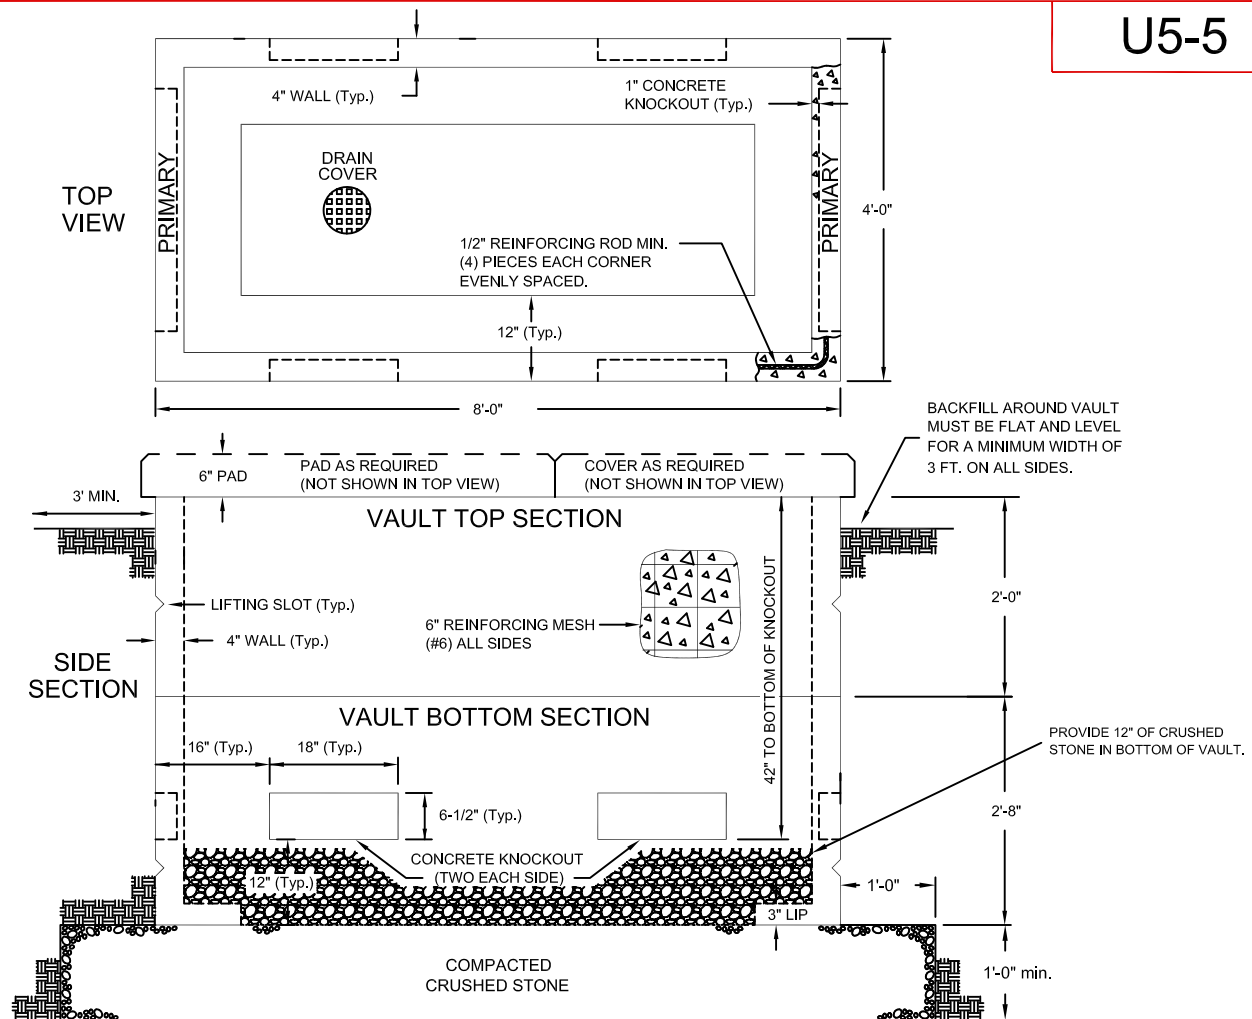 U5-5
4" WALL (Typ.)
1" CONCRETE
KNOCKOUT (Typ.)
DRAIN
COVER
TOP
VIEW
PRIMARY
PRIMARY
4'-0"
1/2" REINFORCING ROD MIN.
(4) PIECES EACH CORNER
EVENLY SPACED.
12" (Typ.)
8'-0"
BACKFILL AROUND VAULT
MUST BE FLAT AND LEVEL
FOR A MINIMUM WIDTH OF
3 FT. ON ALL SIDES.
6" PAD
PAD AS REQUIRED
(NOT SHOWN IN TOP VIEW)
COVER AS REQUIRED
(NOT SHOWN IN TOP VIEW)
3' MIN.
VAULT TOP SECTION
42" TO BOTTOM OF KNOCKOUT
2'-0"
LIFTING SLOT (Typ.)
6" REINFORCING MESH
(#6) ALL SIDES
4" WALL (Typ.)
SIDE
SECTION
VAULT BOTTOM SECTION
PROVIDE 12" OF CRUSHED
STONE IN BOTTOM OF VAULT.
16" (Typ.)
18" (Typ.)
6-1/2" (Typ.)
2'-8"
CONCRETE KNOCKOUT
(TWO EACH SIDE)
12" (Typ.)
1'-0"
3" LIP
COMPACTED
CRUSHED STONE
1'-0" min.